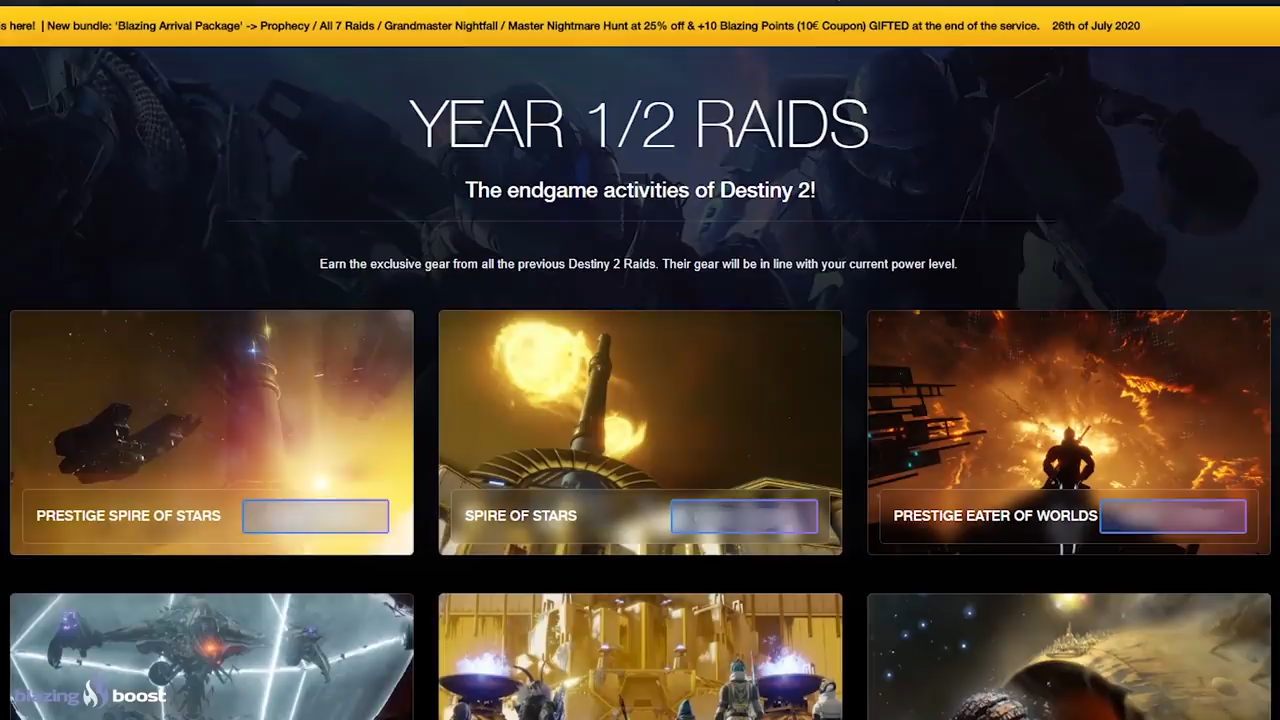 s here! | New bundle: 'Blazing Arrival Package' -> Prophecy / All 7 Raids / Grandmaster Nightfall / Master Nightmare Hunt at 25% off & +10 Blazing Points (10€ Coupon) GIFTED at the end of the service. 26th of July 2020
YEAR 1/2 RAIDS
The endgame activities of Destiny 2!
Earn the exclusive gear from all the previous Destiny 2 Raids. Their gear will be in line with your current power level.
PRESTIGE SPIRE OF STARS
SPIRE OF STARS
PRESTIGE EATER OF WORLDS
blazing boost